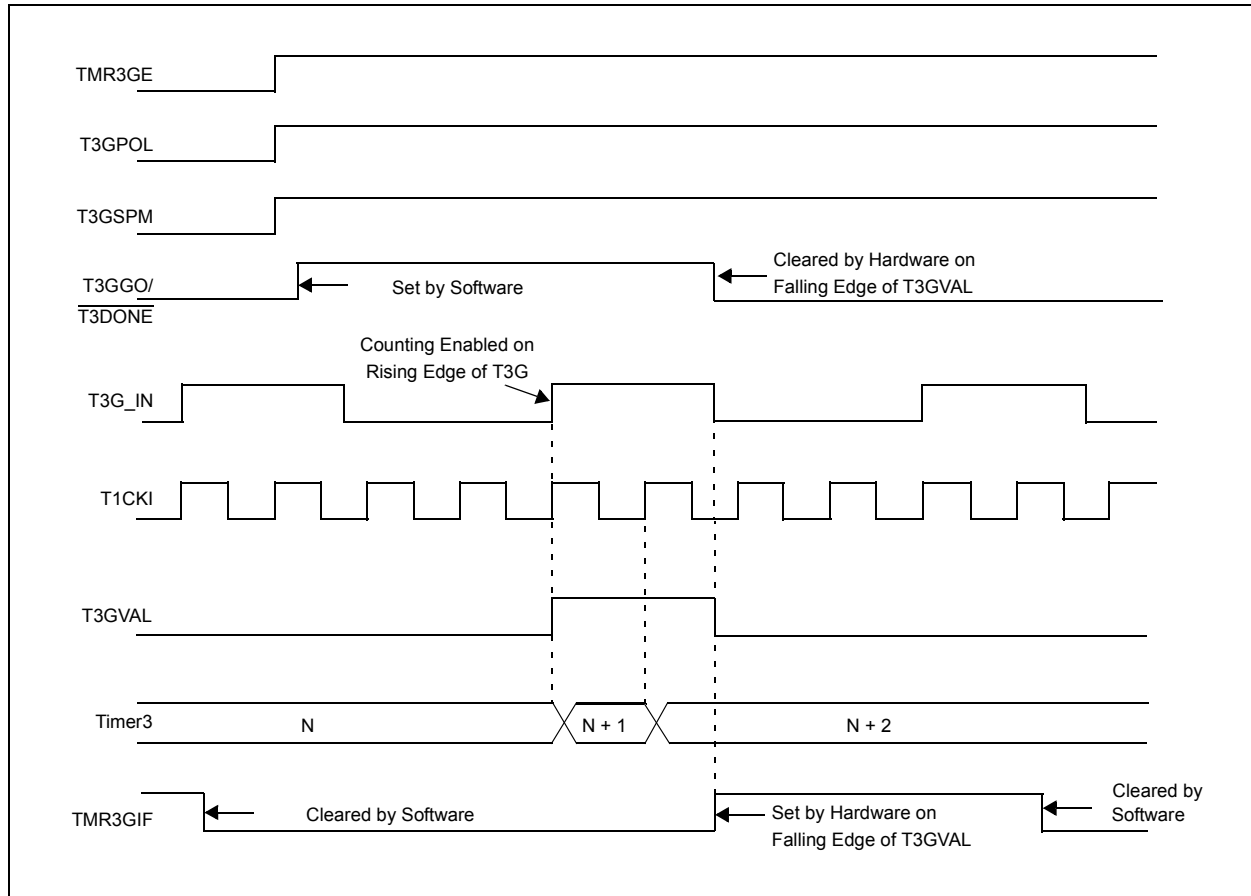 TMR3GE
T3GPOL
T3GSPM
T3GGO/
T3DONE
Set by Software
Cleared by Hardware on
Falling Edge of T3GVAL
Counting Enabled on
Rising Edge of T3G
T3G_IN
T1CKI
T3GVAL
Timer3
N
N + 1
N + 2
TMR3GIF
Cleared by Software
Set by Hardware on
Falling Edge of T3GVAL
Cleared by
Software